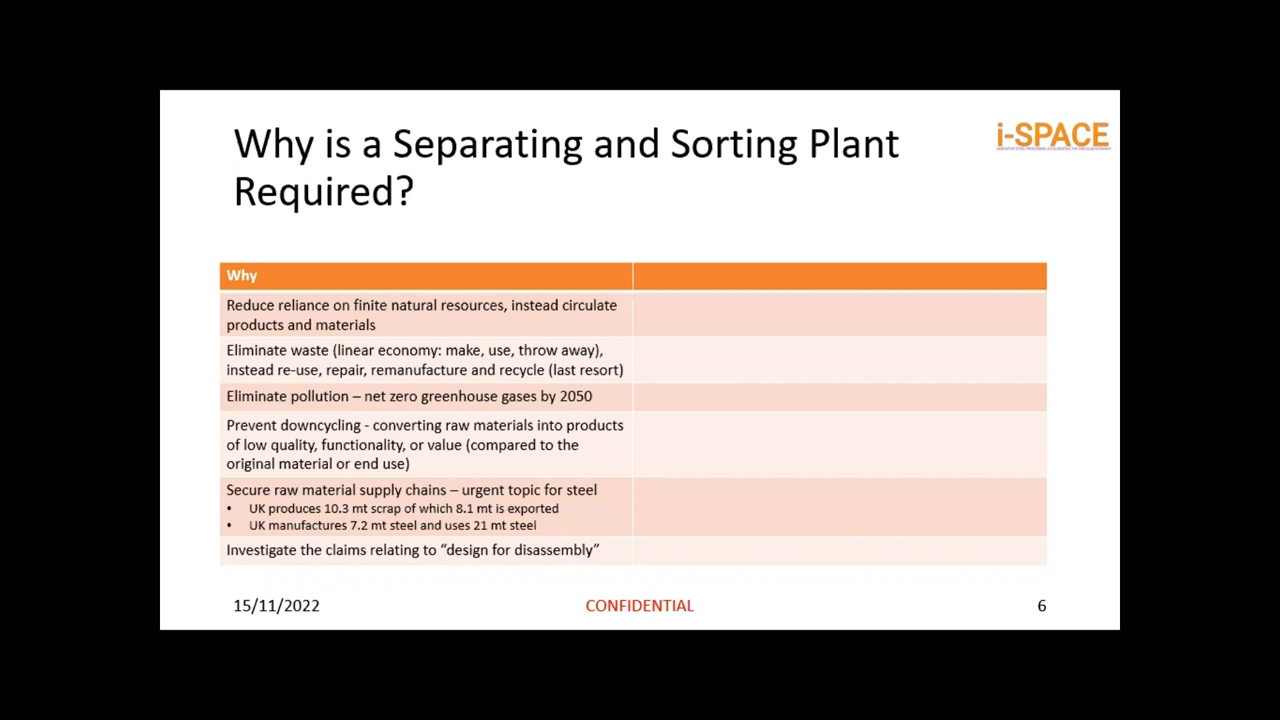 Why is a Separating and Sorting Plant
Required?
i-SPACE
Why
Reduce reliance on finite natural resources, instead circulate
products and materials
Eliminate waste (linear economy: make, use, throw away),
instead re-use, repair, remanufacture and recycle (last resort)
Eliminate pollution – net zero greenhouse gases by 2050
Prevent downcycling - converting raw materials into products
of low quality, functionality, or value (compared to the
original material or end use)
Secure raw material supply chains – urgent topic for steel
• UK produces 10.3 mt scrap of which 8.1 mt is exported
• UK manufactures 7.2 mt steel and uses 21 mt steel
Investigate the claims relating to “design for disassembly”
15/11/2022
CONFIDENTIAL
6